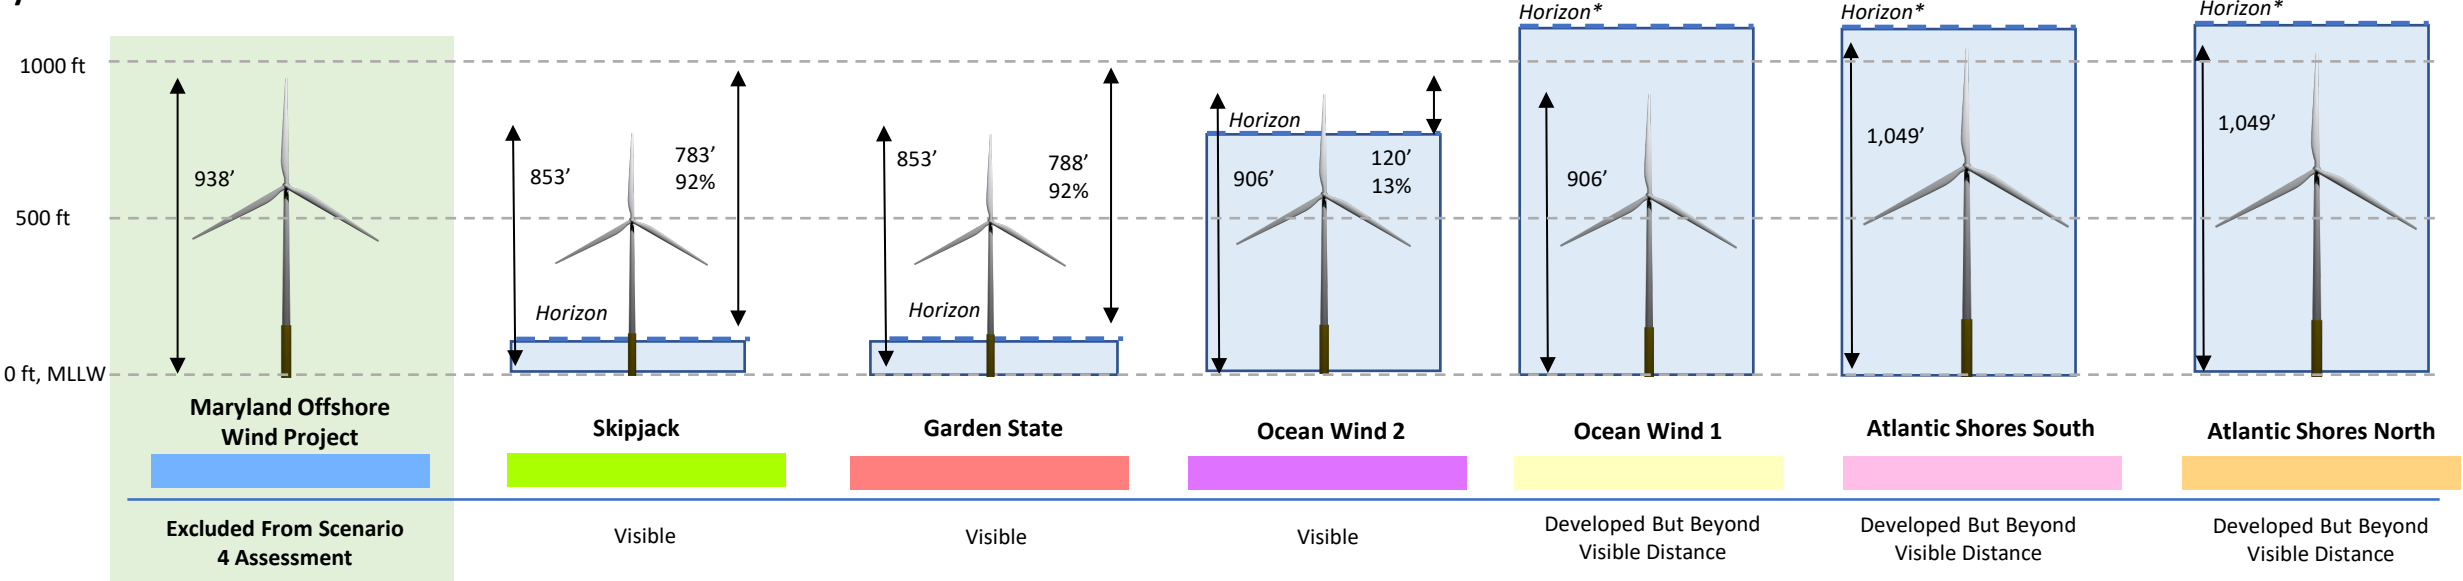 Horizon*
Horizon*
Horizon*
1000 ft
938’
853’
783’
92%
853’
788’
92%
Horizon
906’
120’
13%
906’
1,049’
1,049’
500 ft
Horizon
Horizon
0 ft, MLLW
Maryland Offshore
Wind Project
Skipjack
Garden State
Ocean Wind 2
Ocean Wind 1
Atlantic Shores South
Atlantic Shores North
Excluded From Scenario
4 Assessment
Visible
Visible
Visible
Developed But Beyond
Visible Distance
Developed But Beyond
Visible Distance
Developed But Beyond
Visible Distance